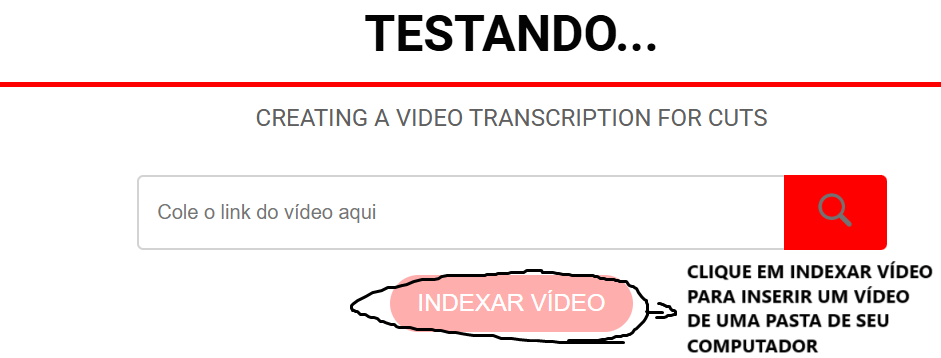 TESTANDO...
CREATING A VIDEO TRANSCRIPTION FOR CUTS
Cole o link do vídeo aqui
INDEXAR VÍDEO
CLIQUE EM INDEXAR VÍDEO
PARA INSERIR UM VÍDEO
DE UMA PASTA DE SEU
COMPUTADOR